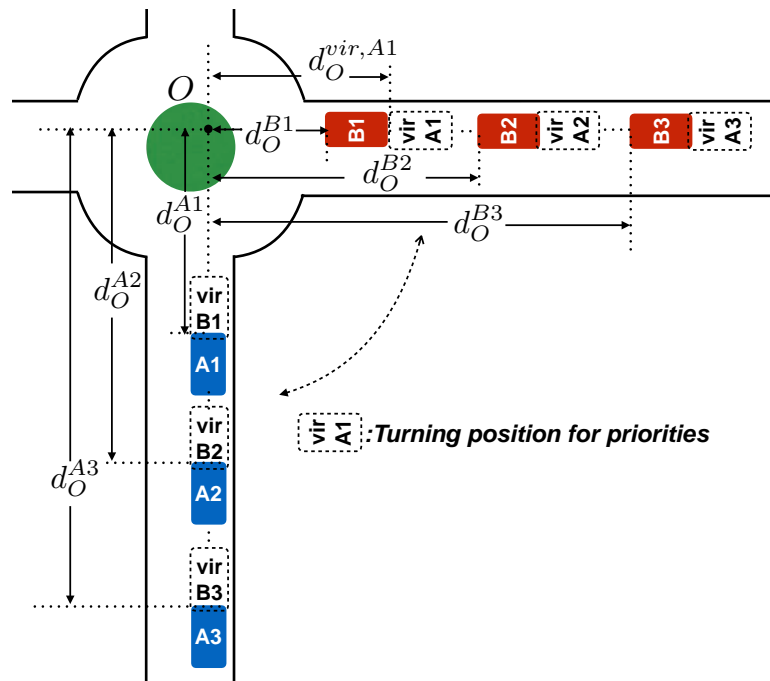 d_O^{vir,A1}
O
d_O^{B1}
B1
vir A1
B2
vir A2
B3
vir A3
d_O^{B2}
d_O^{A1}
d_O^{B3}
d_O^{A2}
vir
B1
A1
vir
B2
A2
vir A1 :Turning position for priorities
d_O^{A3}
vir
B3
A3